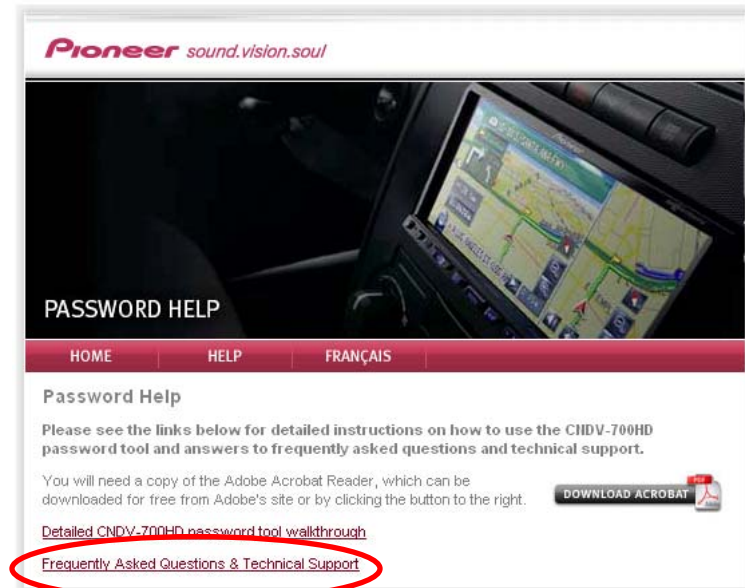 Pioneer sound.vision.soul
PASSWORD HELP
HOME HELP FRANÇAIS
Password Help
Please see the links below for detailed instructions on how to use the CNDV-700HD
password tool and answers to frequently asked questions and technical support.
You will need a copy of the Adobe Acrobat Reader, which can be
downloaded for free from Adobe's site or by clicking the button to the right.
DOWNLOAD ACROBAT
PDF
Adobe
Detailed CNDV-700HD password tool walkthrough
Frequently Asked Questions & Technical Support